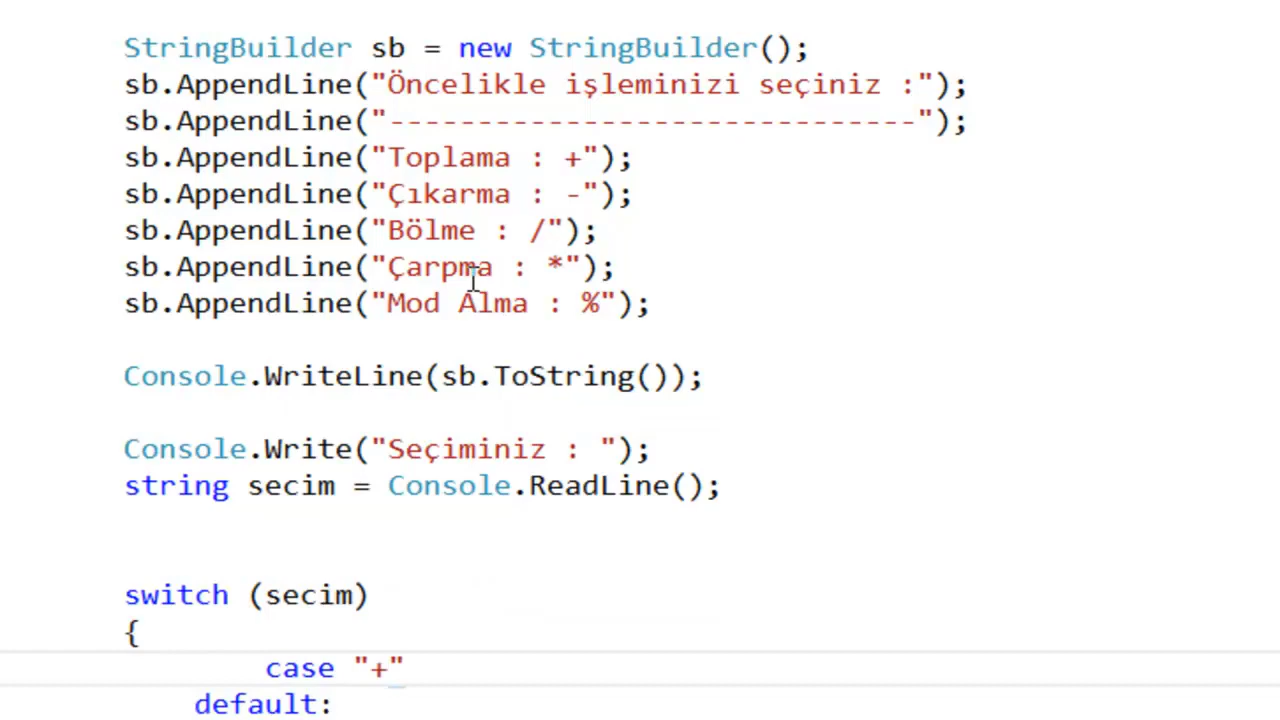 StringBuilder sb = new StringBuilder();
sb.AppendLine("Öncelikle işleminizi seçiniz :");
sb.AppendLine("------------------------------");
sb.AppendLine("Toplama : +");
sb.AppendLine("Çıkarma : -");
sb.AppendLine("Bölme : /");
sb.AppendLine("Çarpma : *");
sb.AppendLine("Mod Alma : %");
Console.WriteLine(sb.ToString());
Console.Write("Seçiminiz : ");
string secim = Console.ReadLine();
switch (secim)
{
case "+"
default: